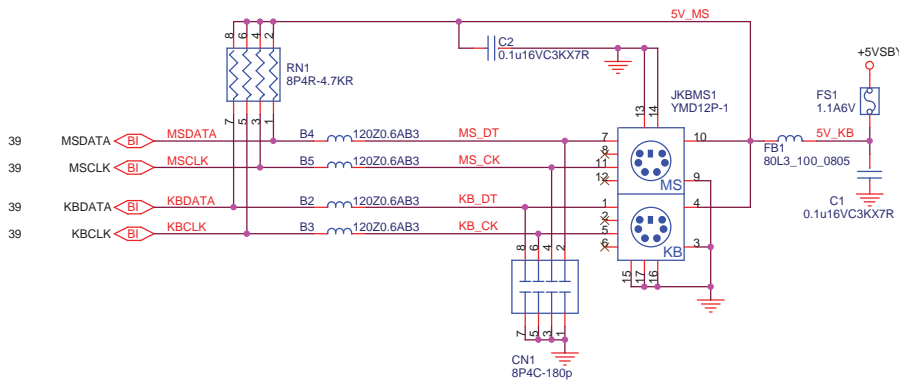 5V_MS
8 6 4 2
C2
0.1u16VC3KX7R
+5VSBY
RN1
8P4R-4.7KR
FS1
1.1A6V
JKBMS1
YMD12P-1
13 14
7 5 3 1
39 MSDATA BI MSDATA B4 120Z0.6AB3 MS_DT 7 10 5V_KB
8
FB1
80L3_100_0805
39 MSCLK BI MSCLK B5 120Z0.6AB3 MS_CK 11
12 MS 9
39 KBDATA BI KBDATA B2 120Z0.6AB3 KB_DT 1 4
C1
0.1u16VC3KX7R
2
39 KBCLK BI KBCLK B3 120Z0.6AB3 KB_CK 5
6 KB 3
8 6 4 2
15 17 16
7 5 3 1
CN1
8P4C-180p